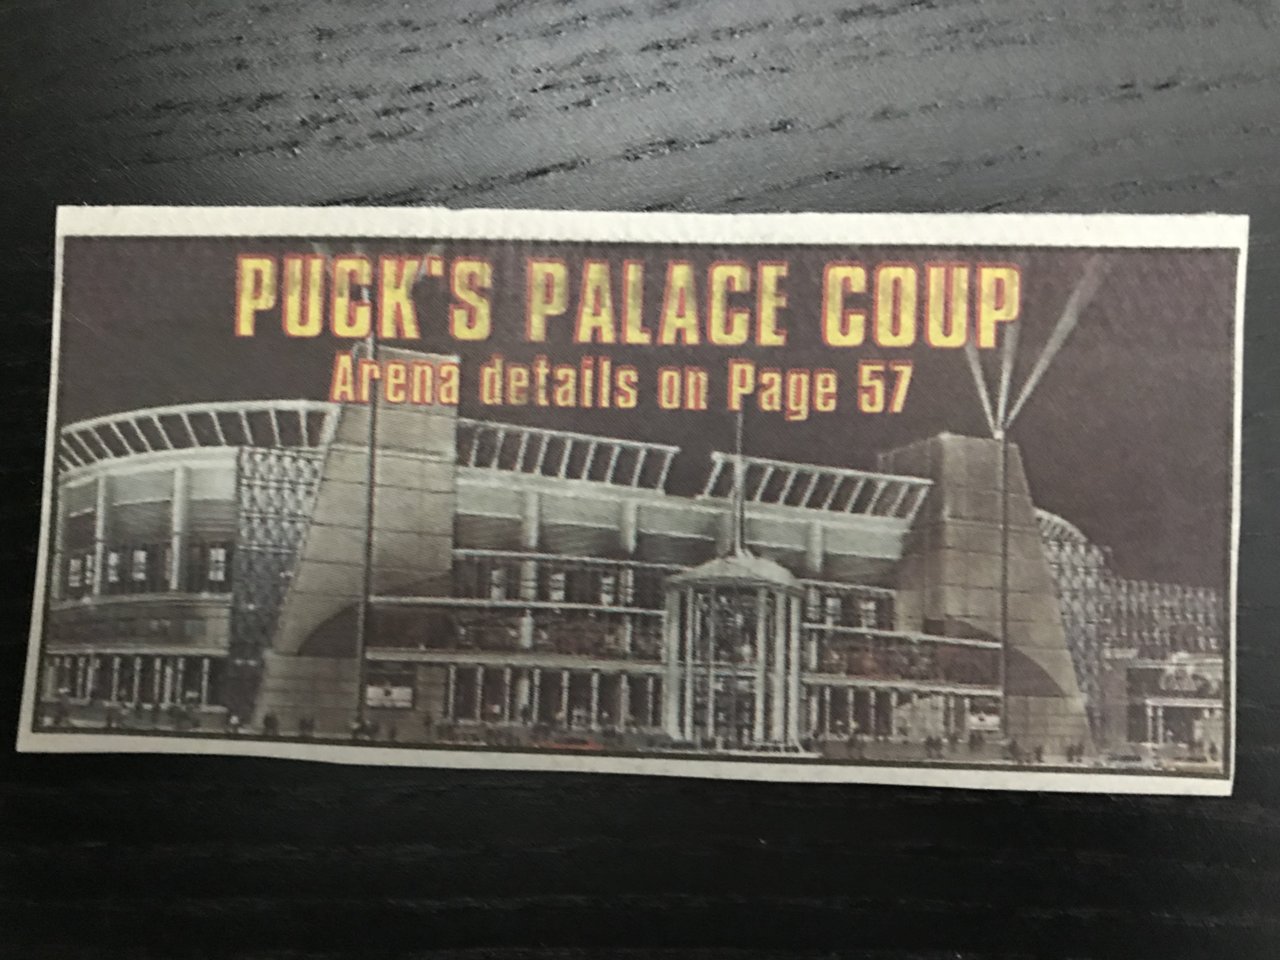 PUCK'S PALACE COUP
Arena details on Page 57